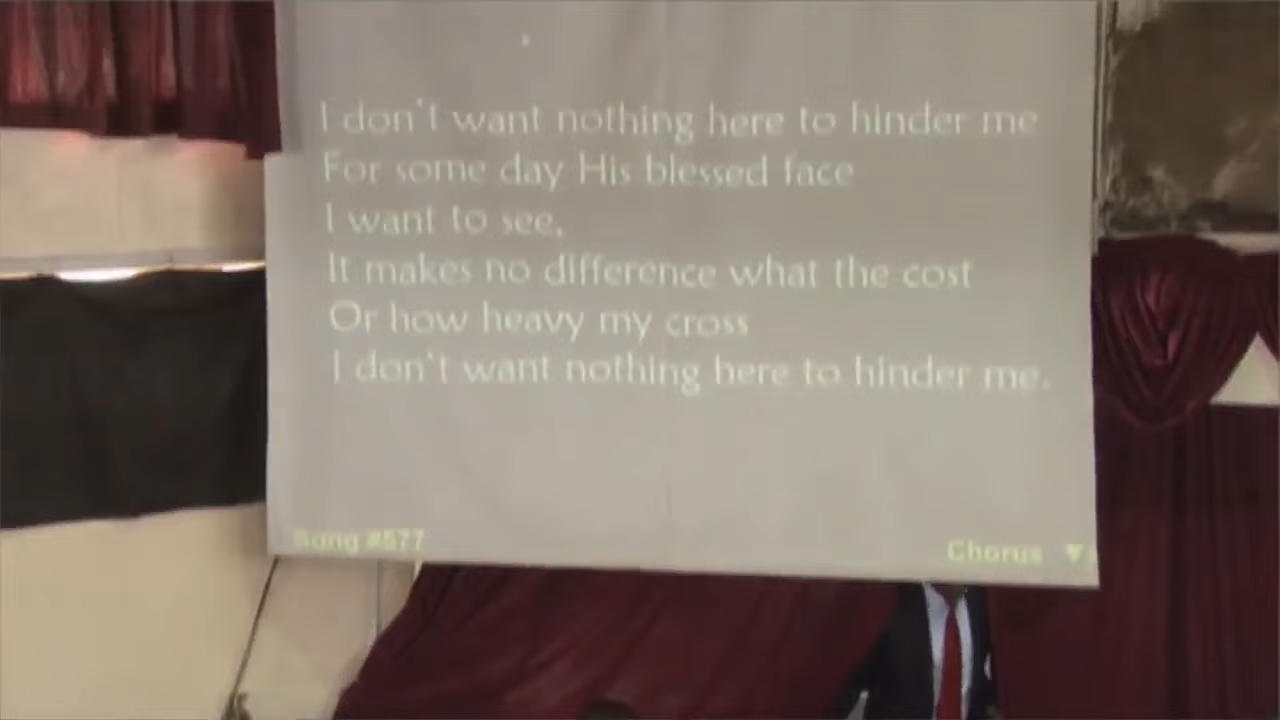 I don't want nothing here to hinder me
For some day His blessed face
I want to see,
It makes no difference what the cost
Or how heavy my cross
I don't want nothing here to hinder me.
Song #577
Chorus